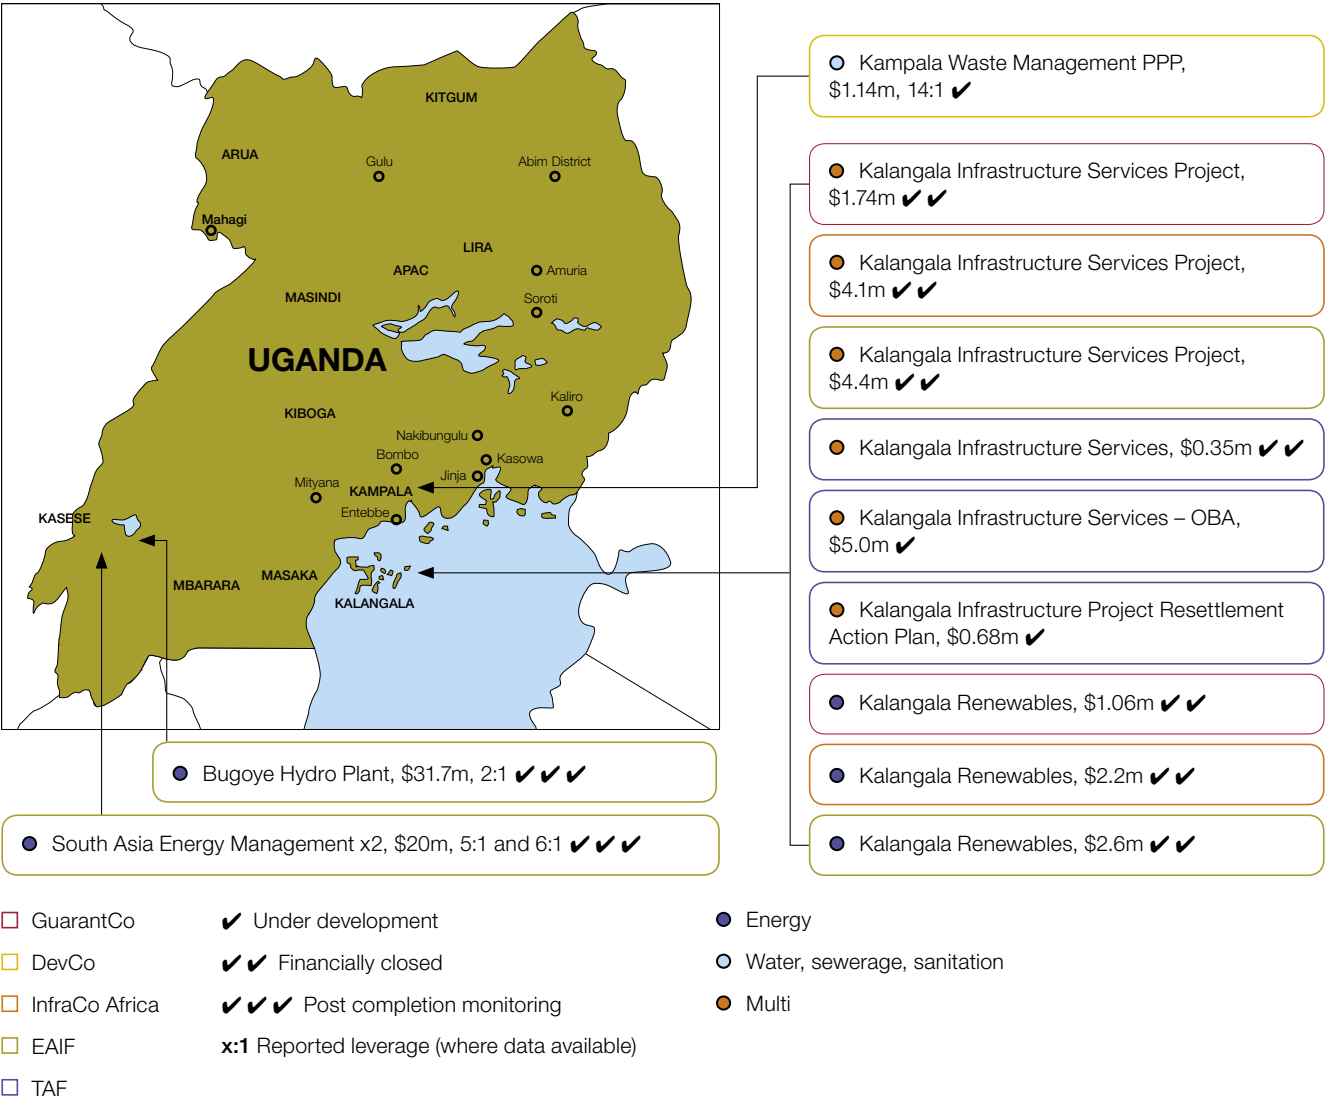 KITGUM
ARUA
Gulu
Abim District
Mahagi
LIRA
APAC
Amuria
MASINDI
Soroti
UGANDA
Kaliro
KIBOGA
Nakibungulu
Bombo
Kasowa
Jinja
Mityana
KAMPALA
Entebbe
KASESE
MASAKA
MBARARA
KALANGALA
Kampala Waste Management PPP,
$1.14m, 14:1 ✔
Kalangala Infrastructure Services Project,
$1.74m ✔ ✔
Kalangala Infrastructure Services Project,
$4.1m ✔ ✔
Kalangala Infrastructure Services Project,
$4.4m ✔ ✔
Kalangala Infrastructure Services, $0.35m ✔ ✔
Kalangala Infrastructure Services – OBA,
$5.0m ✔
Kalangala Infrastructure Project Resettlement
Action Plan, $0.68m ✔
Kalangala Renewables, $1.06m ✔ ✔
Kalangala Renewables, $2.2m ✔ ✔
Kalangala Renewables, $2.6m ✔ ✔
Bugoye Hydro Plant, $31.7m, 2:1 ✔ ✔ ✔
South Asia Energy Management x2, $20m, 5:1 and 6:1 ✔ ✔ ✔
GuarantCo
DevCo
InfraCo Africa
EAIF
TAF
✔ Under development
✔ ✔ Financially closed
✔ ✔ ✔ Post completion monitoring
x:1 Reported leverage (where data available)
Energy
Water, sewerage, sanitation
Multi